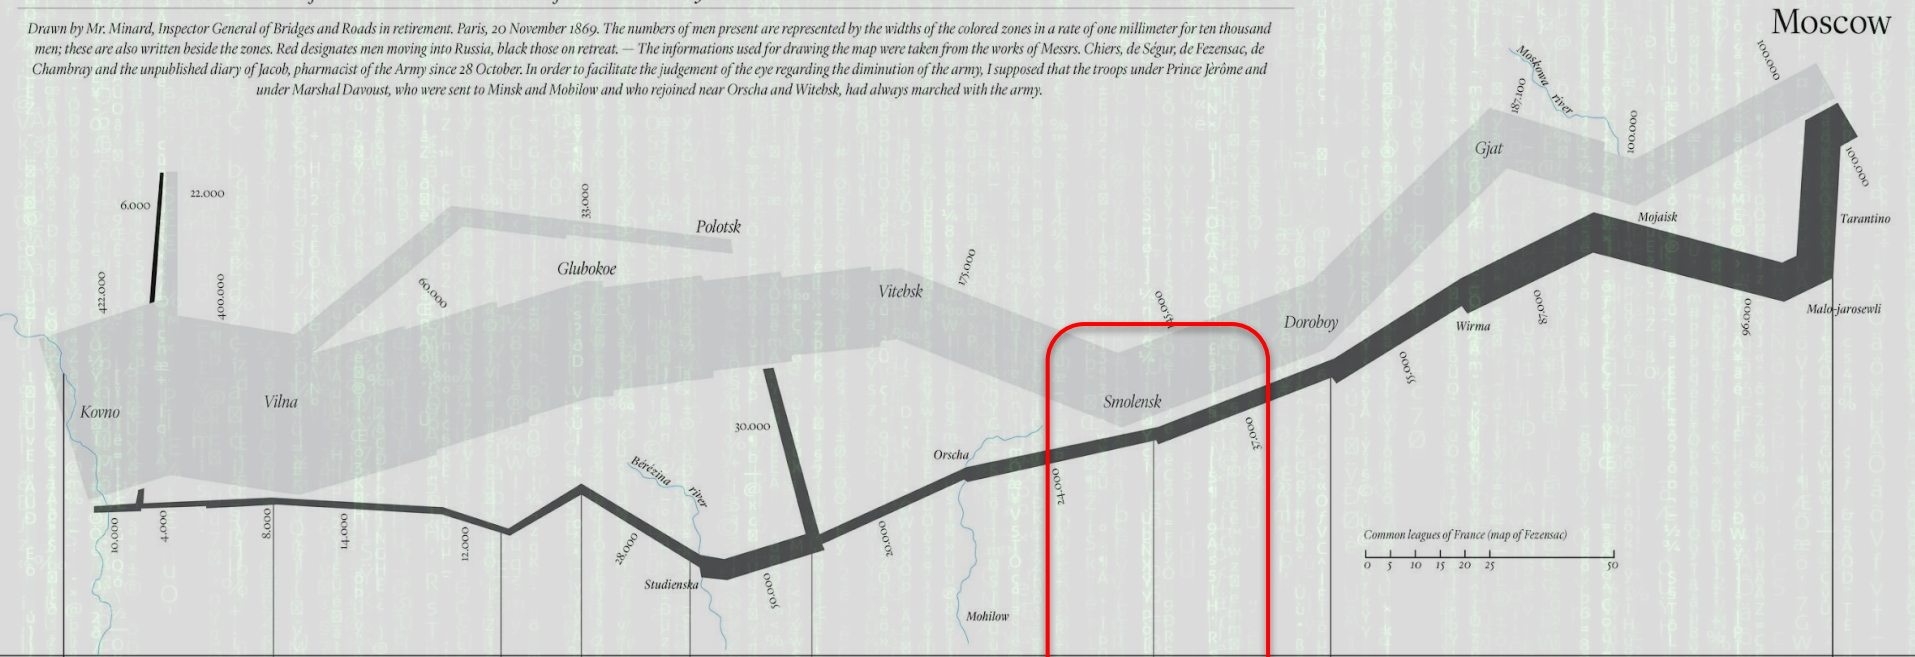 Drawn by Mr. Minard, Inspector General of Bridges and Roads in retirement. Paris, 20 November 1869. The numbers of men present are represented by the widths of the colored zones in a rate of one millimeter for ten thousand
men; these are also written beside the zones. Red designates men moving into Russia, black those on retreat. — The informations used for drawing the map were taken from the works of Messrs. Chiers, de Ségur, de Fezensac, de
Chambray and the unpublished diary of Jacob, pharmacist of the Army since 28 October. In order to facilitate the judgement of the eye regarding the diminution of the army, I supposed that the troops under Prince Jèrôme and
under Marshal Davoust, who were sent to Minsk and Mobilow and who rejoined near Orscha and Witebsk, had always marched with the army.
Moscow
100.000
Moskowa river
187.100
100.000
Gjat
100.000
6.000
22.000
33.000
Polotsk
Mojaisk
Tarantino
422.000
400.000
60.000
Glubokoe
Vitebsk
175.000
145.000
Doroboy
Wirma
87.000
96.000
Malo-jarosewli
Kovno
Vilna
Smolensk
55.000
30.000
37.000
Bérézina river
Orscha
24.000
10.000
4.000
8.000
14.000
12.000
28.000
Studienska
50.000
20.000
Mohilow
Common leagues of France (map of Fezensac)
0 5 10 15 20 25 50